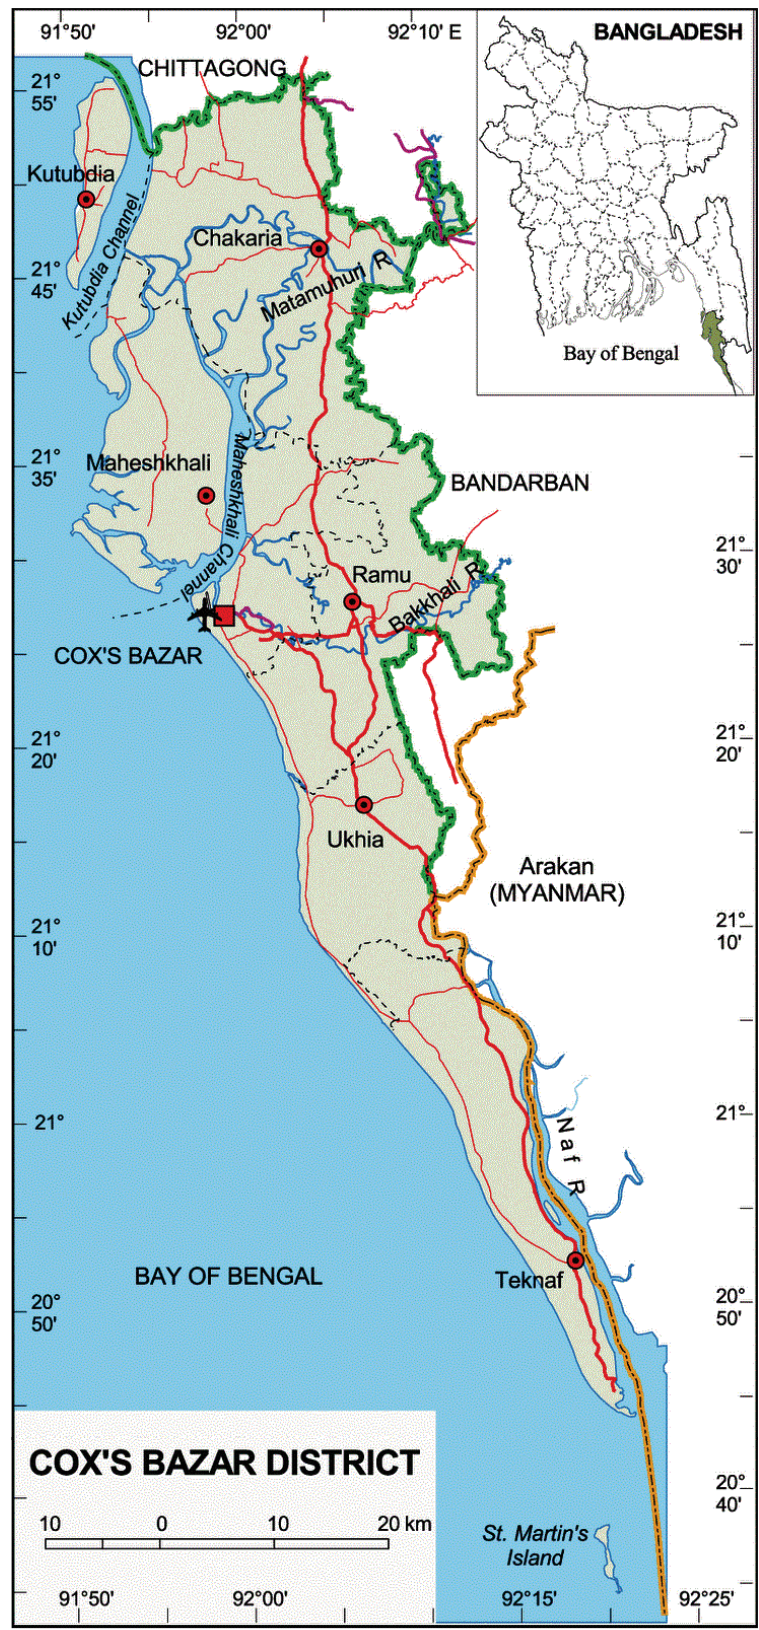 91°50'
92°00'
92°10' E
BANGLADESH
CHITTAGONG
21°
55'
Kutubdia
Kutubdia Channel
Chakaria
Matamuhuri R
21°
45'
Bay of Bengal
21°
35'
Maheshkhali
Maheshkhali Channel
BANDARBAN
21°
30'
Ramu
Bakkhali R
COX'S BAZAR
21°
20'
21°
20'
Ukhia
Arakan
(MYANMAR)
21°
10'
21°
10'
21°
21°
Naf R
BAY OF BENGAL
Teknaf
20°
50'
20°
50'
COX'S BAZAR DISTRICT
20°
40'
10 0 10 20 km
St. Martin's
Island
91°50'
92°00'
92°15'
92°25'